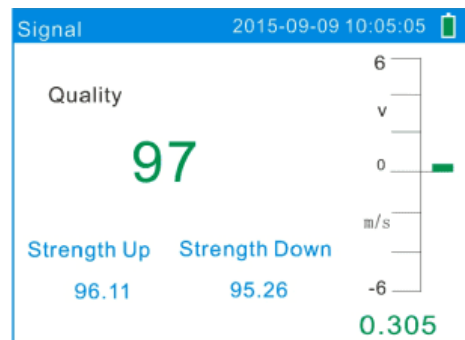 Signal 2015-09-09 10:05:05
6
Quality
v
97
0
m/s
Strength Up Strength Down
96.11 95.26
-6
0.305